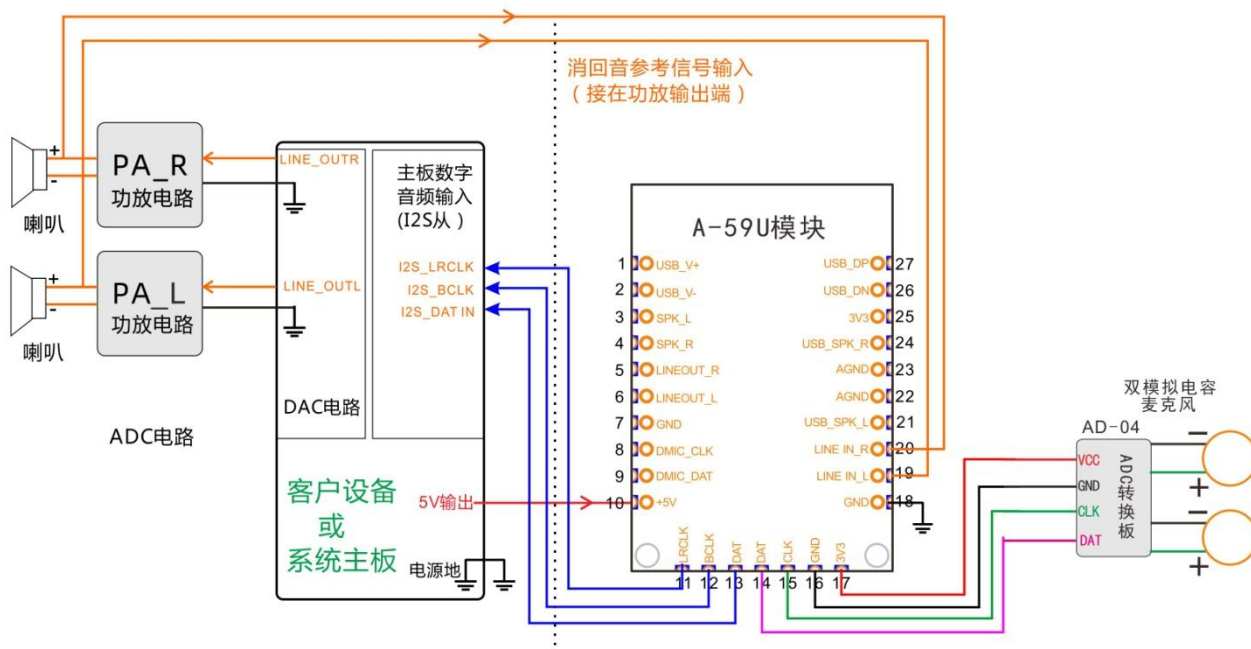 消回音参考信号输入
（接在功放输出端）
+
-
喇叭
PA_R
功放电路
LINE_OUTR
主板数字
音频输入
(I2S从）
+
-
喇叭
PA_L
功放电路
LINE_OUTL
I2S_LRCLK
I2S_BCLK
I2S_DAT IN
DAC电路
ADC电路
客户设备
或
系统主板
5V输出
电源地
A-59U模块
1 USB_V+
2 USB_V-
3 SPK_L
4 SPK_R
5 LINEOUT_R
6 LINEOUT_L
7 GND
8 DMIC_CLK
9 DMIC_DAT
10 +5V
USB_DP 27
USB_DN 26
3V3 25
USB_SPK_R 24
AGND 23
AGND 22
USB_SPK_L 21
LINE IN_R 20
LINE IN_L 19
GND 18
LRCLK
BCLK
DAT
DAT
CLK
GND
3V3
11 12 13 14 15 16 17
双模拟电容
麦克风
AD-04
VCC
GND
CLK
DAT
ADC转换板
-
+
-
+